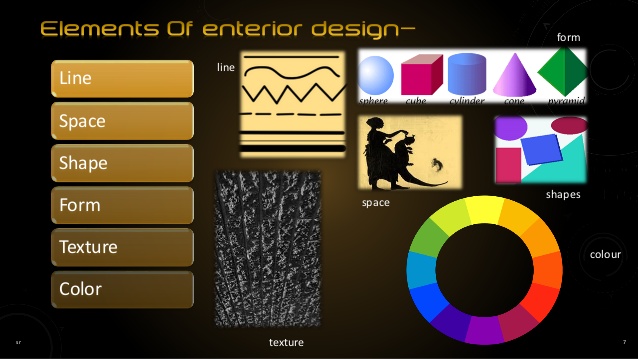 Elements Of enterior design–
Line
Space
Shape
Form
Texture
Color
line
form
sphere cube cylinder cone pyramid
space
shapes
colour
texture
7